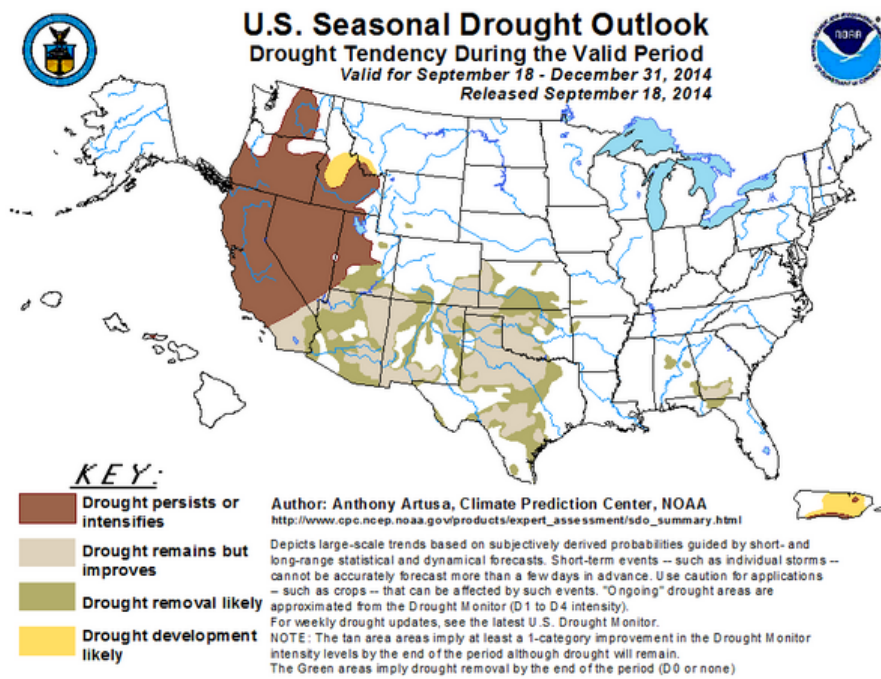 U.S. Seasonal Drought Outlook
Drought Tendency During the Valid Period
Valid for September 18 - December 31, 2014
Released September 18, 2014
NOAA
KEY:
Drought persists or
intensifies
Drought remains but
improves
Drought removal likely
Drought development
likely
Author: Anthony Artusa, Climate Prediction Center, NOAA
http://www.cpc.ncep.noaa.gov/products/expert_assessment/sdo_summary.html
Depicts large-scale trends based on subjectively derived probabilities guided by short- and
long-range statistical and dynamical forecasts. Short-term events -- such as individual storms --
cannot be accurately forecast more than a few days in advance. Use caution for applications
-- such as crops -- that can be affected by such events. "Ongoing" drought areas are
approximated from the Drought Monitor (D1 to D4 intensity).
For weekly drought updates, see the latest U.S. Drought Monitor.
NOTE: The tan area areas imply at least a 1-category improvement in the Drought Monitor
intensity levels by the end of the period although drought will remain.
The Green areas imply drought removal by the end of the period (D0 or none)